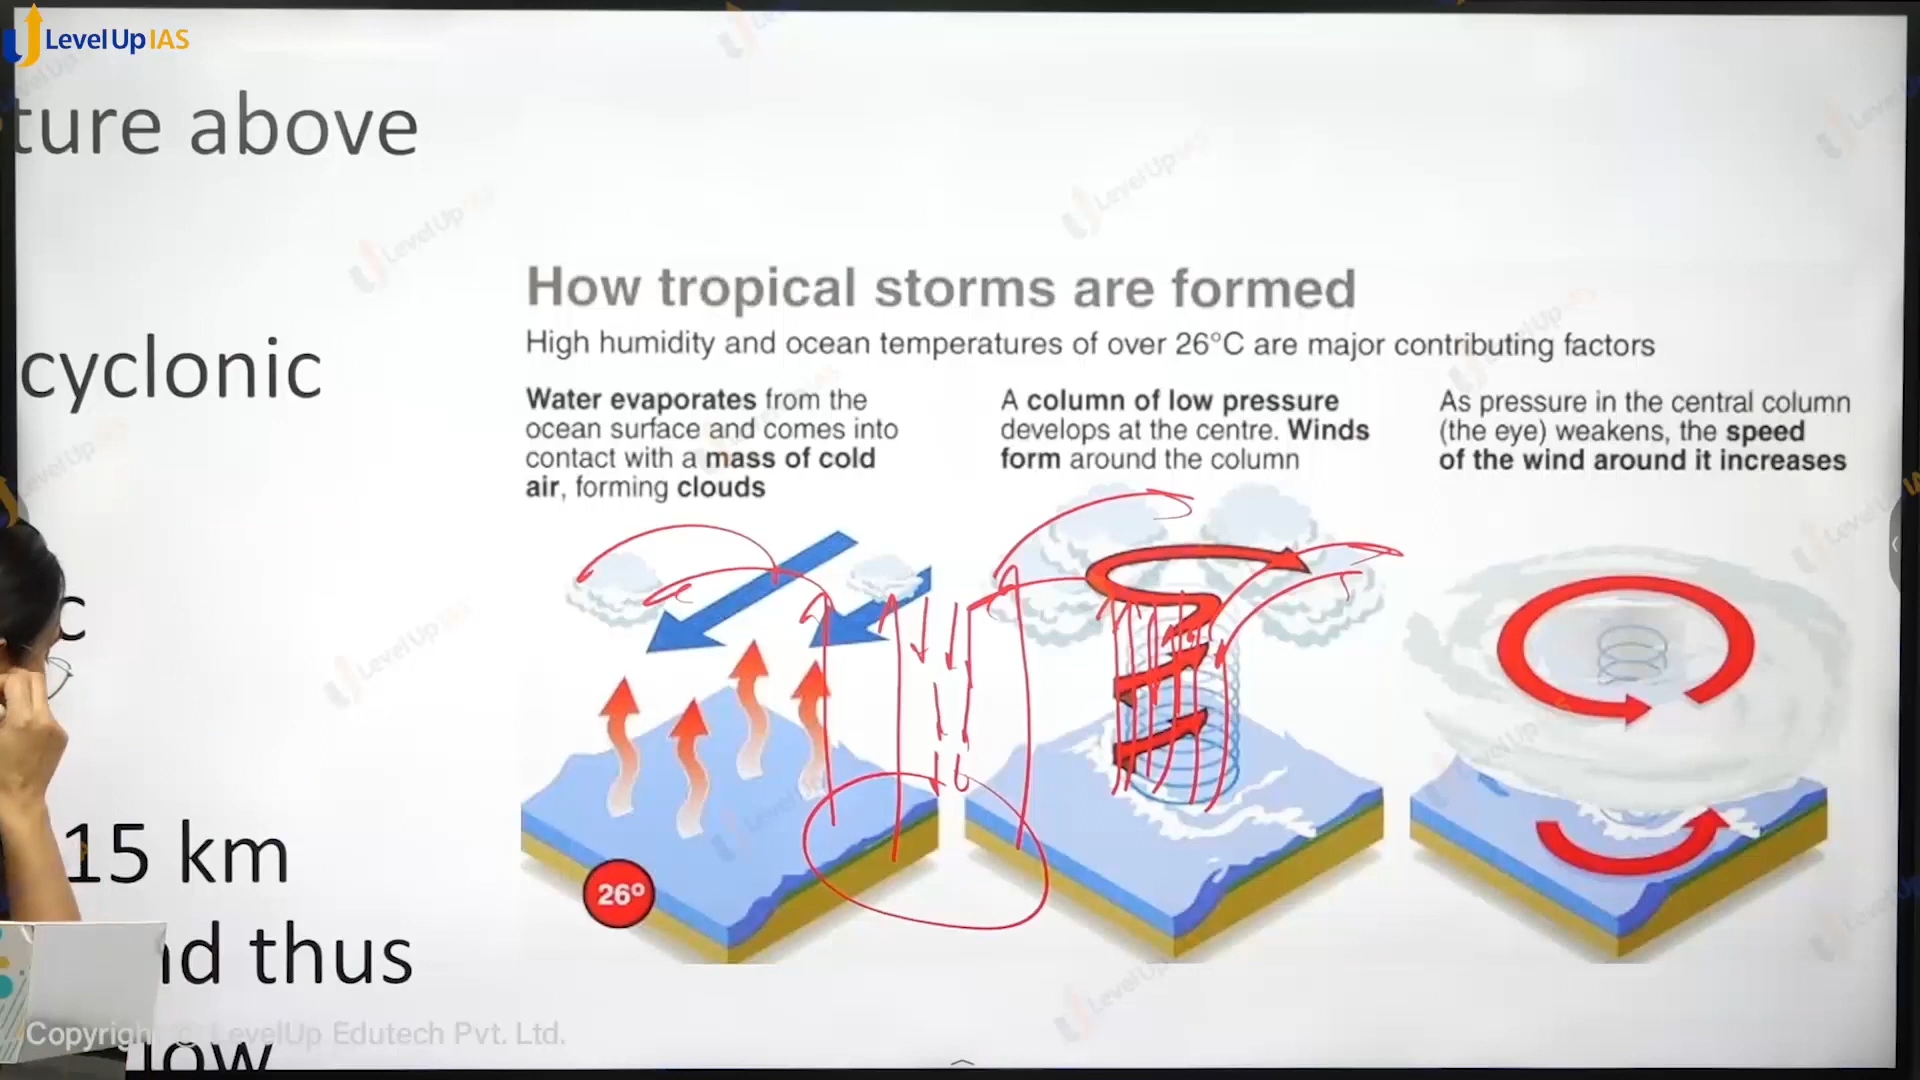 LevelUp IAS
ture above
cyclonic
c
15 km
nd thus
low
How tropical storms are formed
High humidity and ocean temperatures of over 26°C are major contributing factors
Water evaporates from the
ocean surface and comes into
contact with a mass of cold
air, forming clouds
A column of low pressure
develops at the centre. Winds
form around the column
As pressure in the central column
(the eye) weakens, the speed
of the wind around it increases
26º
Copyright © LevelUp Edutech Pvt. Ltd.